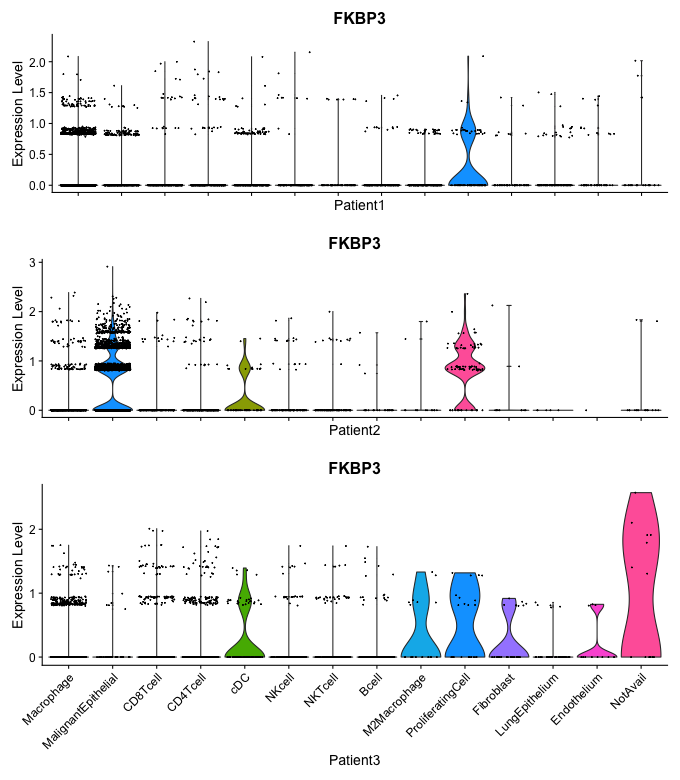 FKBP3
Expression Level
2.0
1.5
1.0
0.5
0.0
Patient1
FKBP3
Expression Level
3
2
1
0
Patient2
FKBP3
Expression Level
2
1
0
Macrophage
MalignantEpithelial
CD8Tcell
CD4Tcell
cDC
NKcell
NKTcell
Bcell
M2Macrophage
ProliferatingCell
Fibroblast
LungEpithelium
Endothelium
NotAvail
Patient3